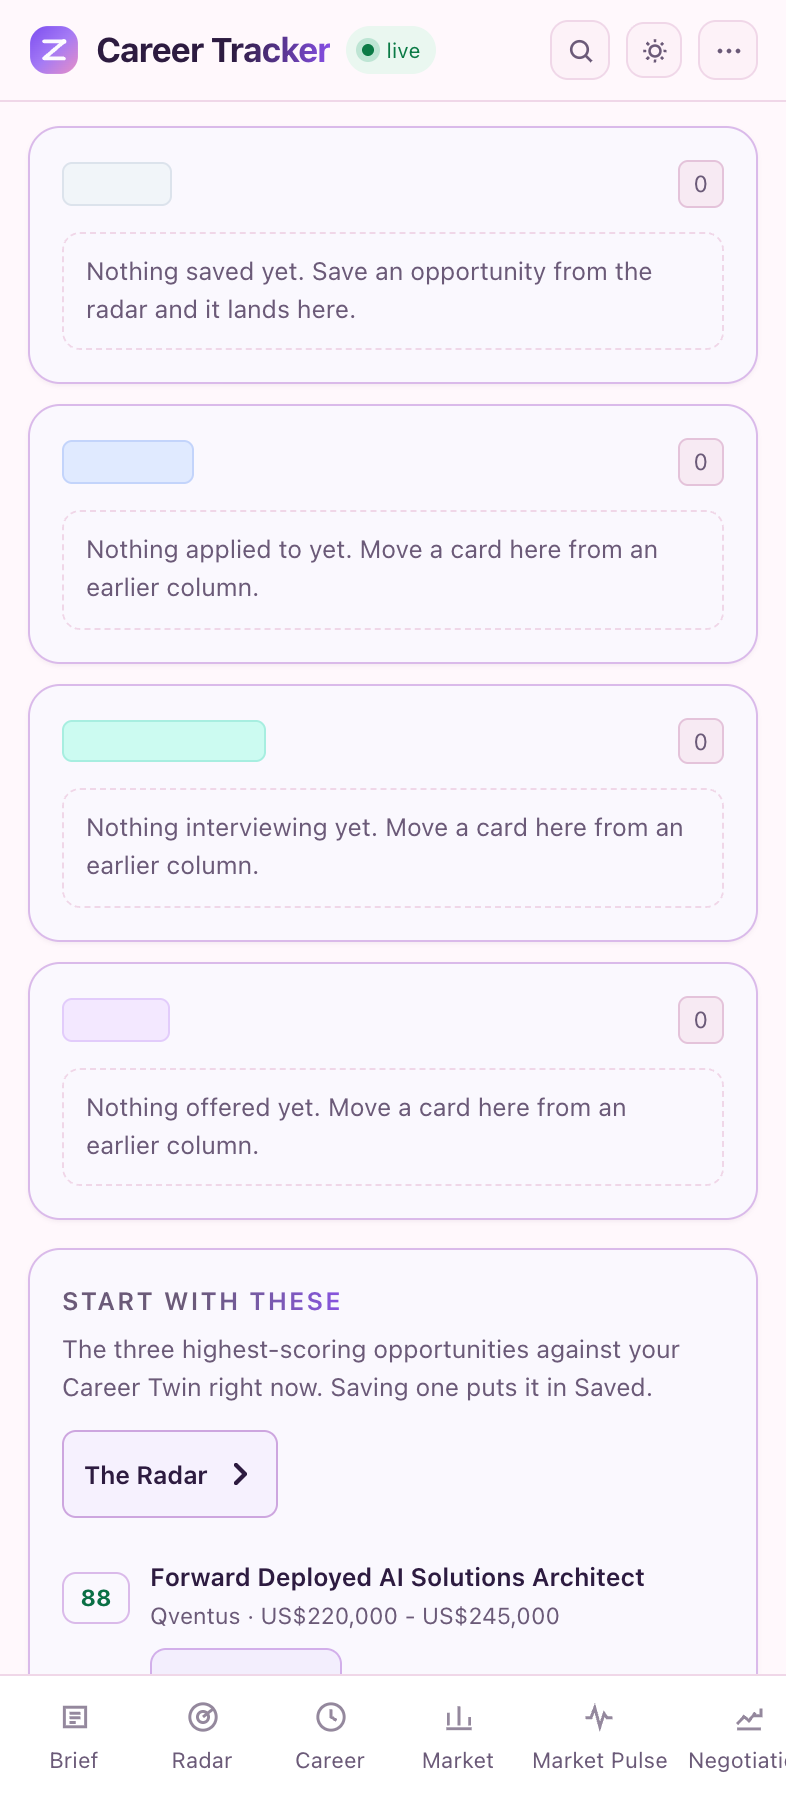 Career Tracker
live
0
Nothing saved yet. Save an opportunity from the
radar and it lands here.
0
Nothing applied to yet. Move a card here from an
earlier column.
0
Nothing interviewing yet. Move a card here from an
earlier column.
0
Nothing offered yet. Move a card here from an
earlier column.
START WITH THESE
The three highest-scoring opportunities against your
Career Twin right now. Saving one puts it in Saved.
The Radar
88
Forward Deployed AI Solutions Architect
Qventus · US$220,000 - US$245,000
Brief
Radar
Career
Market
Market Pulse